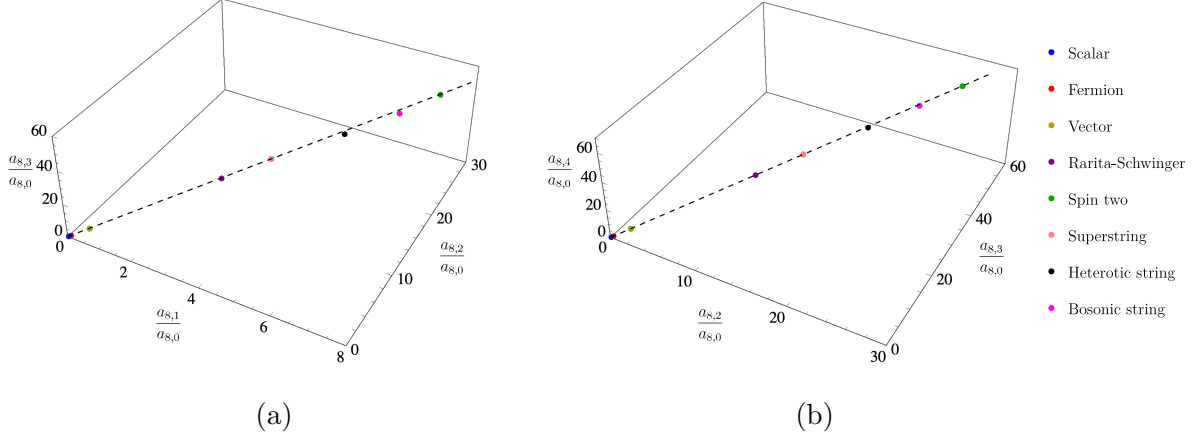 60
40
20
0
0
a8,3
a8,0
2
4
6
8
a8,1
a8,0
0
10
20
30
a8,2
a8,0
(a)
60
40
20
0
0
a8,4
a8,0
10
20
30
a8,2
a8,0
0
20
40
60
a8,3
a8,0
(b)
Scalar
Fermion
Vector
Rarita-Schwinger
Spin two
Superstring
Heterotic string
Bosonic string